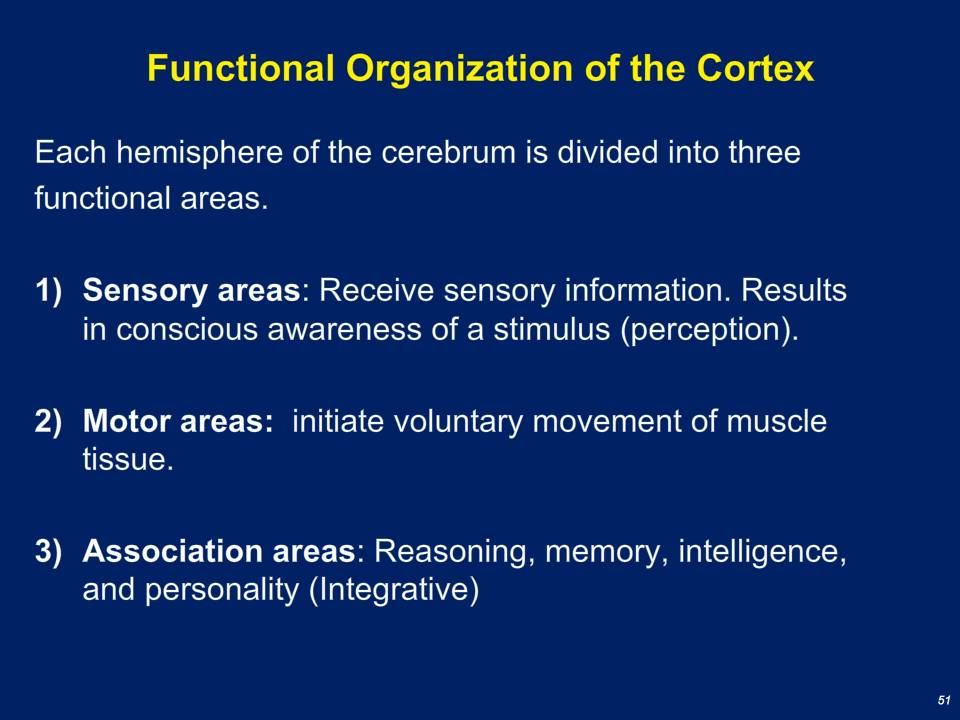 Functional Organization of the Cortex
Each hemisphere of the cerebrum is divided into three
functional areas.
1) Sensory areas: Receive sensory information. Results
in conscious awareness of a stimulus (perception).
2) Motor areas:  initiate voluntary movement of muscle
tissue.
3) Association areas: Reasoning, memory, intelligence,
and personality (Integrative)
51